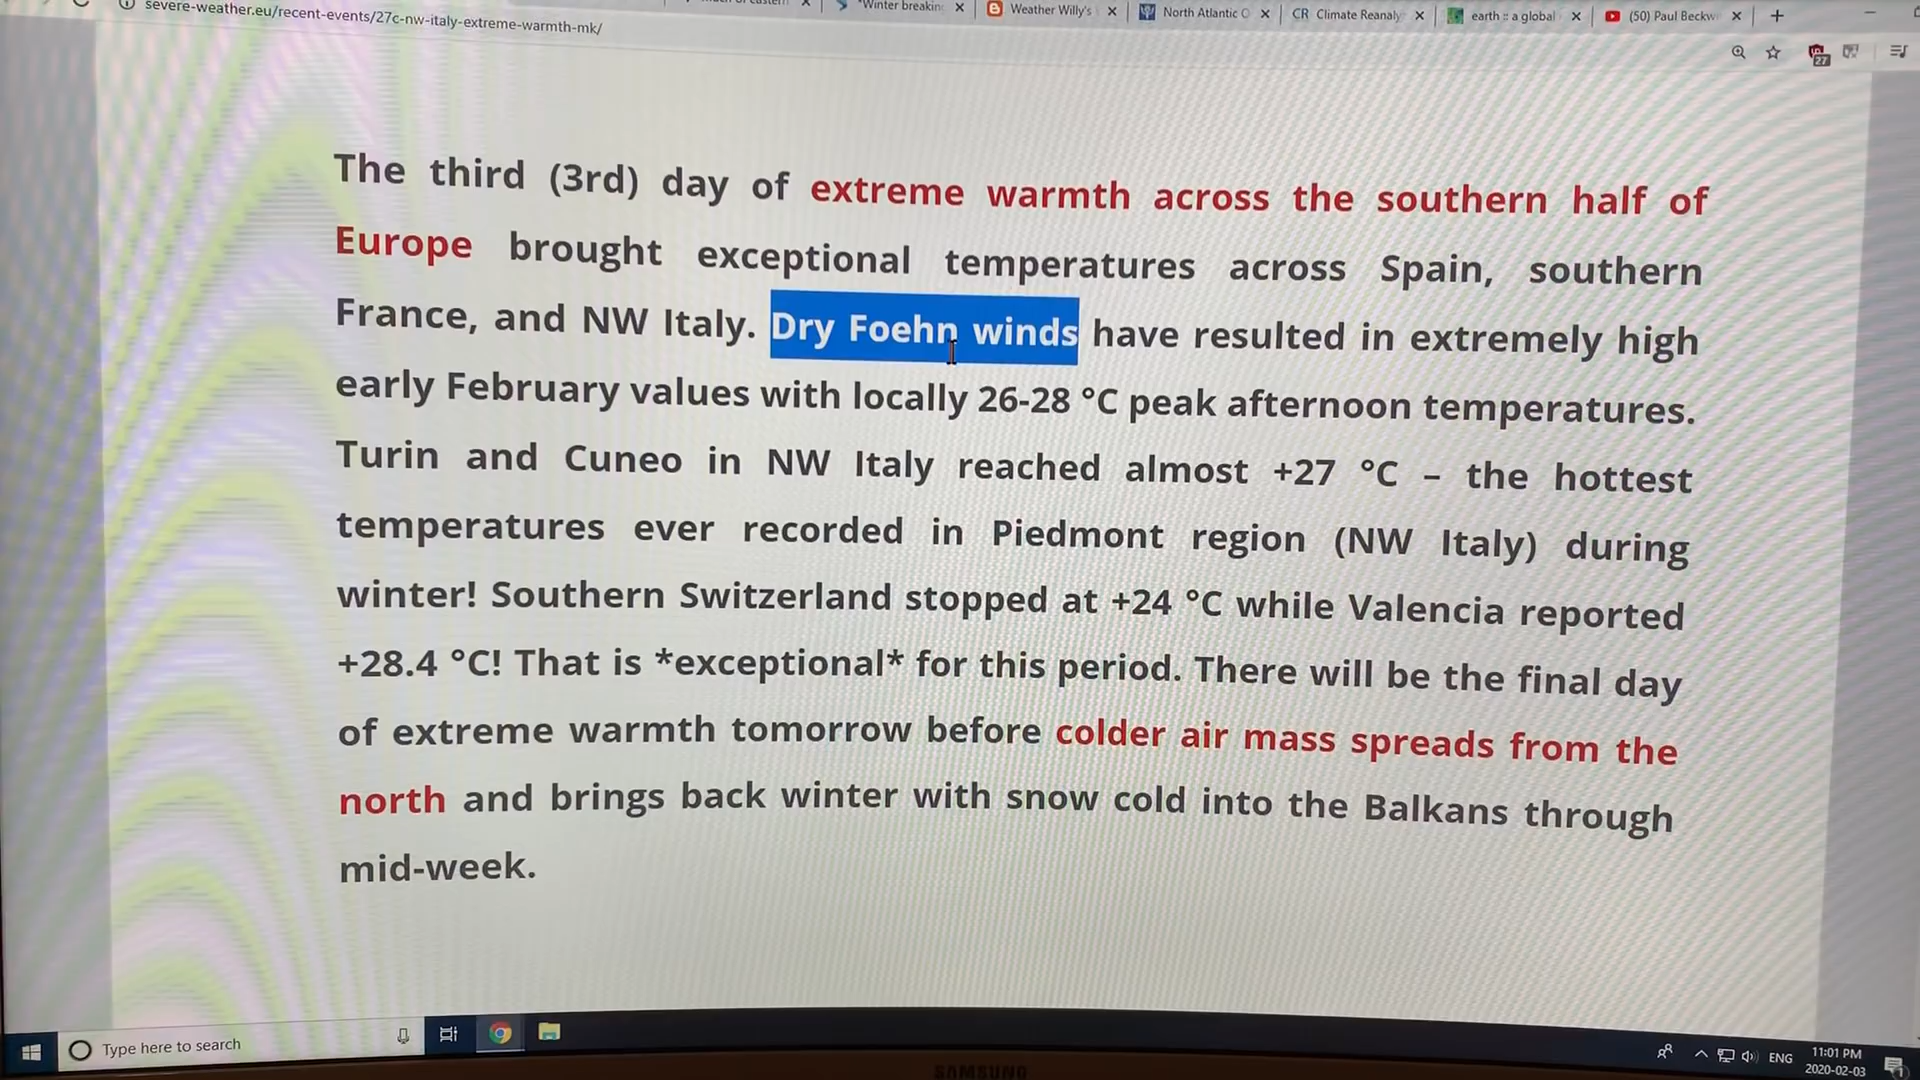 severe-weather.eu/recent-events/27c-nw-italy-extreme-warmth-mk/
"Winter breakin
Weather Willy's
North Atlantic O
CR Climate Reanaly
earth :: a global
(50) Paul Beckw
27
The third (3rd) day of extreme warmth across the southern half of
Europe brought exceptional temperatures across Spain, southern
France, and NW Italy. Dry Foehn winds have resulted in extremely high
early February values with locally 26-28 °C peak afternoon temperatures.
Turin and Cuneo in NW Italy reached almost +27 °C – the hottest
temperatures ever recorded in Piedmont region (NW Italy) during
winter! Southern Switzerland stopped at +24 °C while Valencia reported
+28.4 °C! That is *exceptional* for this period. There will be the final day
of extreme warmth tomorrow before colder air mass spreads from the
north and brings back winter with snow cold into the Balkans through
mid-week.
Type here to search
ENG
11:01 PM
2020-02-03
1
SAMSUNG